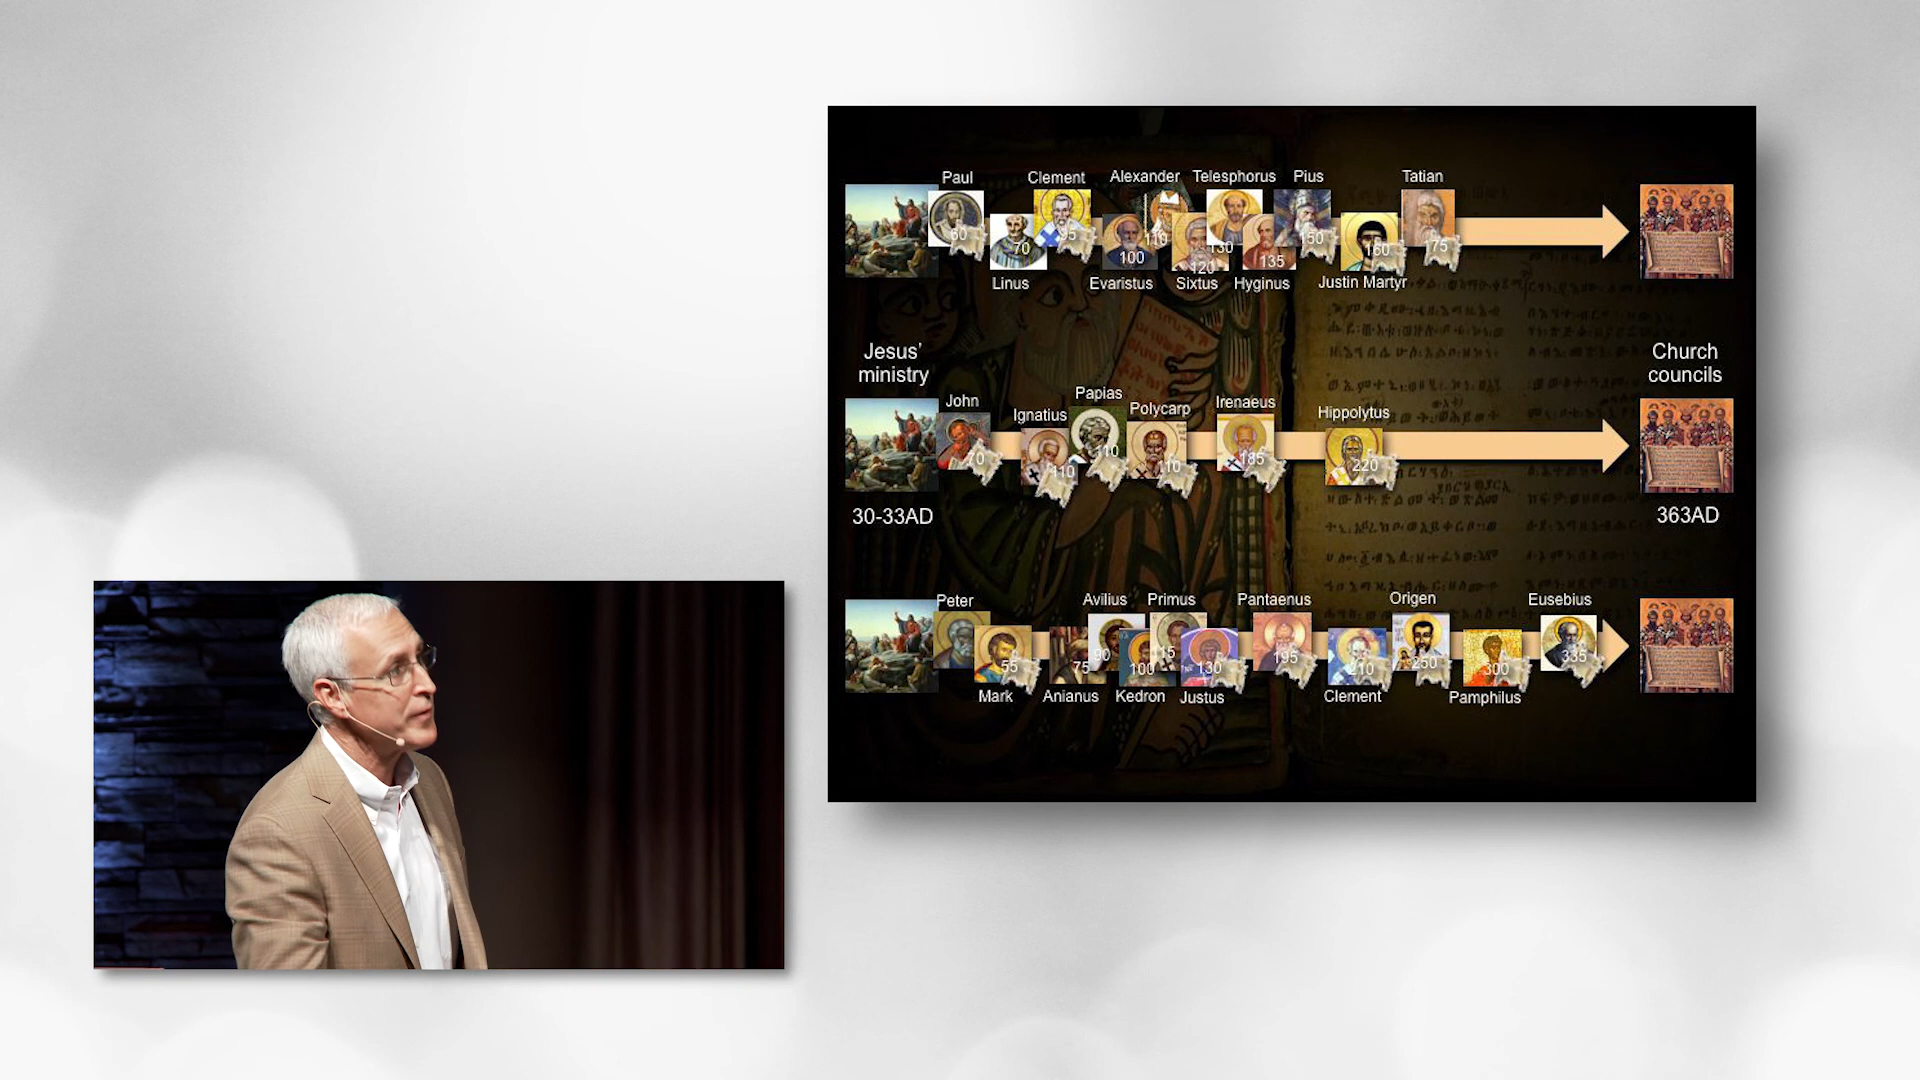 Paul Clement Alexander Telesphorus Pius Tatian
60 70 95 100 110 120 130 135 150 160 175
Linus Evaristus Sixtus Hyginus Justin Martyr
Jesus’ ministry
Church councils
John Ignatius Papias Polycarp Irenaeus Hippolytus
70 110 110 110 185 220
30-33AD
363AD
Peter Avilius Primus Pantaenus Origen Eusebius
55 75 90 100 115 130 195 210 250 300 335
Mark Anianus Kedron Justus Clement Pamphilus